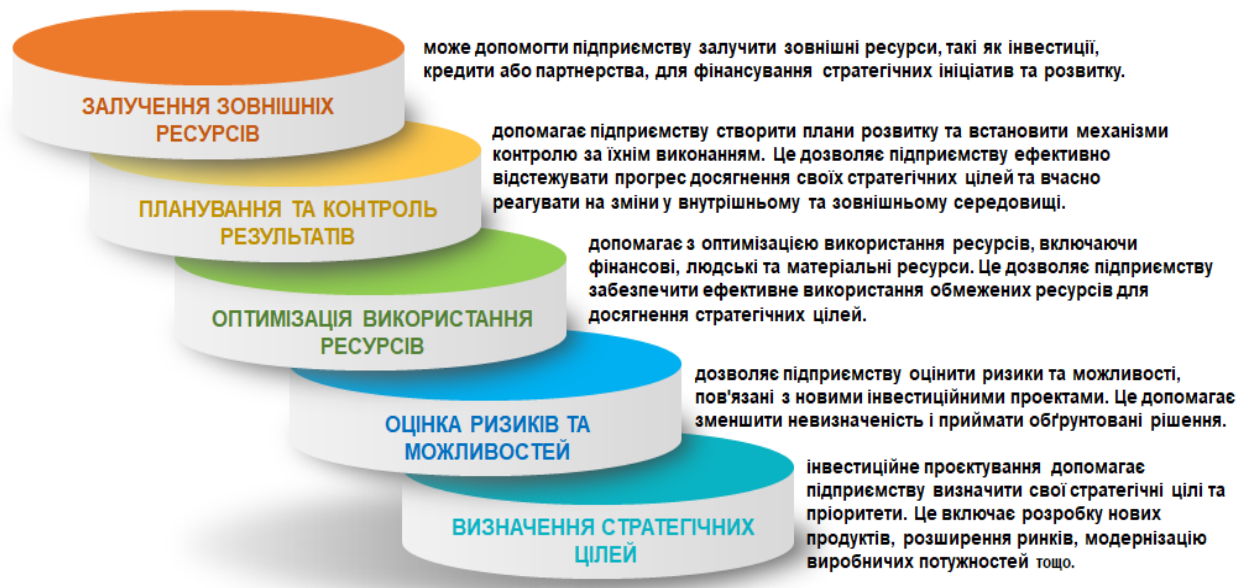 може допомогти підприємству залучити зовнішні ресурси, такі як інвестиції,
кредити або партнерства, для фінансування стратегічних ініціатив та розвитку.
ЗАЛУЧЕННЯ ЗОВНІШНІХ
РЕСУРСІВ
допомагає підприємству створити плани розвитку та встановити механізми
контролю за їхнім виконанням. Це дозволяє підприємству ефективно
відстежувати прогрес досягнення своїх стратегічних цілей та вчасно
реагувати на зміни у внутрішньому та зовнішньому середовищі.
ПЛАНУВАННЯ ТА КОНТРОЛЬ
РЕЗУЛЬТАТІВ
допомагає з оптимізацією використання ресурсів, включаючи
фінансові, людські та матеріальні ресурси. Це дозволяє підприємству
забезпечити ефективне використання обмежених ресурсів для
досягнення стратегічних цілей.
ОПТИМІЗАЦІЯ ВИКОРИСТАННЯ
РЕСУРСІВ
дозволяє підприємству оцінити ризики та можливості,
пов'язані з новими інвестиційними проектами. Це допомагає
зменшити невизначеність і приймати обґрунтовані рішення.
ОЦІНКА РИЗИКІВ ТА
МОЖЛИВОСТЕЙ
інвестиційне проєктування допомагає
підприємству визначити свої стратегічні цілі та
пріоритети. Це включає розробку нових
продуктів, розширення ринків, модернізацію
виробничих потужностей тощо.
ВИЗНАЧЕННЯ СТРАТЕГІЧНИХ
ЦІЛЕЙ